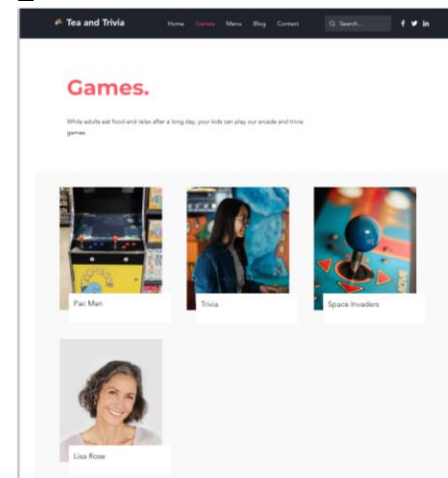 Tea and Trivia
Home Games Menu Blog Contact
Search...
Games.
While adults eat food and relax after a long day, your kids can play our arcade and trivia
games.
Pac Man
Trivia
Space Invaders
Lisa Rose